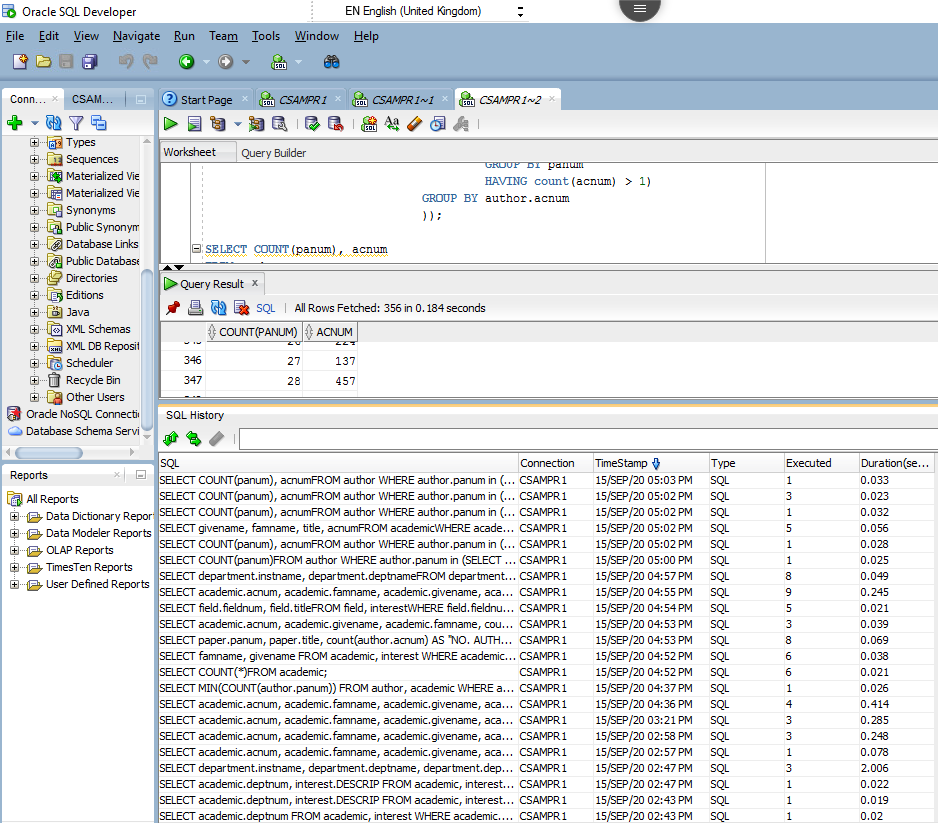 Oracle SQL Developer
EN English (United Kingdom)
File Edit View Navigate Run Team Tools Window Help
Conn... CSAM...
Start Page CSAMPR1 CSAMPR1~1 CSAMPR1~2
Types
Sequences
Materialized Vie
Materialized Vie
Synonyms
Public Synonym
Database Links
Public Database
Directories
Editions
Java
XML Schemas
XML DB Reposit
Scheduler
Recycle Bin
Other Users
Oracle NoSQL Connectio
Database Schema Servi
Reports
All Reports
Data Dictionary Repor
Data Modeler Reports
OLAP Reports
TimesTen Reports
User Defined Reports
Worksheet Query Builder
GROUP BY panum
HAVING count(acnum) > 1)
GROUP BY author.acnum
));
SELECT COUNT(panum), acnum
Query Result x
SQL | All Rows Fetched: 356 in 0.184 seconds
COUNT(PANUM) ACNUM
346 27 137
347 28 457
SQL History
SQL Connection TimeStamp Type Executed Duration(se...
SELECT COUNT(panum), acnumFROM author WHERE author.panum in (... CSAMPR1 15/SEP/20 05:03 PM SQL 1 0.033
SELECT COUNT(panum), acnumFROM author WHERE author.panum in (... CSAMPR1 15/SEP/20 05:02 PM SQL 3 0.023
SELECT COUNT(panum), acnumFROM author WHERE author.panum in (... CSAMPR1 15/SEP/20 05:02 PM SQL 1 0.032
SELECT givename, famname, title, acnumFROM academicWHERE acade... CSAMPR1 15/SEP/20 05:02 PM SQL 5 0.056
SELECT COUNT(panum), acnumFROM author WHERE author.panum in (... CSAMPR1 15/SEP/20 05:02 PM SQL 1 0.028
SELECT COUNT(panum)FROM author WHERE author.panum in (SELECT ... CSAMPR1 15/SEP/20 05:00 PM SQL 1 0.025
SELECT department.instname, department.deptnameFROM department... CSAMPR1 15/SEP/20 04:57 PM SQL 8 0.049
SELECT academic.acnum, academic.famname, academic.givename, aca... CSAMPR1 15/SEP/20 04:55 PM SQL 9 0.245
SELECT field.fieldnum, field.titleFROM field, interestWHERE field.fieldnu... CSAMPR1 15/SEP/20 04:54 PM SQL 5 0.021
SELECT academic.acnum, academic.givename, academic.famname, cou... CSAMPR1 15/SEP/20 04:53 PM SQL 3 0.039
SELECT paper.panum, paper.title, count(author.acnum) AS "NO. AUTH... CSAMPR1 15/SEP/20 04:53 PM SQL 8 0.069
SELECT famname, givename FROM academic, interest WHERE academic... CSAMPR1 15/SEP/20 04:52 PM SQL 6 0.038
SELECT COUNT(*)FROM academic; CSAMPR1 15/SEP/20 04:52 PM SQL 6 0.021
SELECT MIN(COUNT(author.panum)) FROM author, academic WHERE a... CSAMPR1 15/SEP/20 04:37 PM SQL 1 0.026
SELECT academic.acnum, academic.famname, academic.givename, aca... CSAMPR1 15/SEP/20 04:36 PM SQL 4 0.414
SELECT academic.acnum, academic.famname, academic.givename, aca... CSAMPR1 15/SEP/20 03:21 PM SQL 3 0.285
SELECT academic.acnum, academic.famname, academic.givename, aca... CSAMPR1 15/SEP/20 02:58 PM SQL 3 0.248
SELECT academic.acnum, academic.famname, academic.givename, aca... CSAMPR1 15/SEP/20 02:57 PM SQL 1 0.078
SELECT department.instname, department.deptname, department.dep... CSAMPR1 15/SEP/20 02:47 PM SQL 3 2.006
SELECT academic.deptnum, interest.DESCRIP FROM academic, interest... CSAMPR1 15/SEP/20 02:47 PM SQL 1 0.022
SELECT academic.deptnum, interest.DESCRIP FROM academic, interest... CSAMPR1 15/SEP/20 02:43 PM SQL 1 0.019
SELECT academic.deptnum FROM academic, interest WHERE academic... CSAMPR1 15/SEP/20 02:43 PM SQL 1 0.02